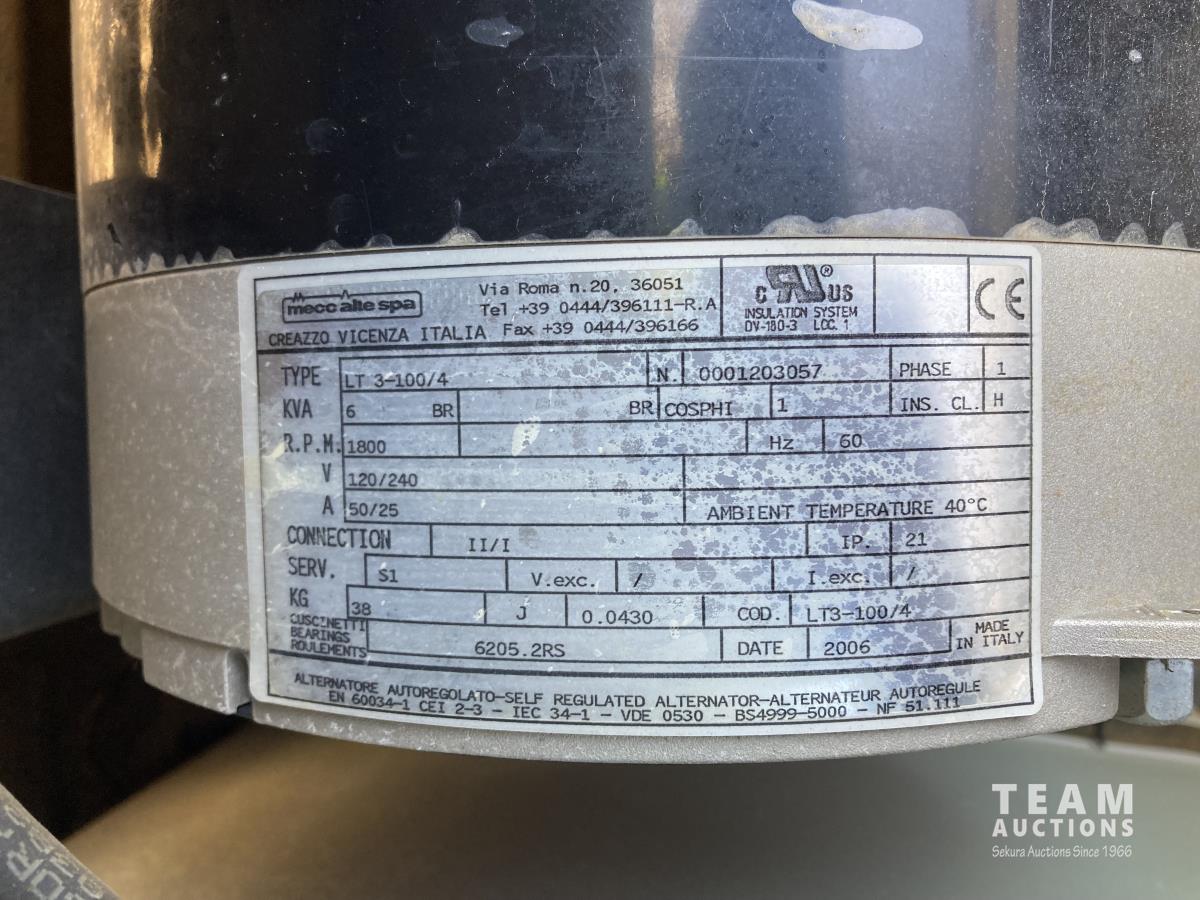 mecc alte spa
Via Roma n.20, 36051
Tel +39 0444/396111-R.A
CREAZZO VICENZA ITALIA Fax +39 0444/396166
C RU ® US
INSULATION SYSTEM
DV-180-3 LOC. 1
CE
TYPE LT 3-100/4 N. 0001203057 PHASE 1
KVA 6 BR BR COSPHI 1 INS. CL. H
R.P.M. 1800 Hz 60
V 120/240
A 50/25 AMBIENT TEMPERATURE 40°C
CONNECTION II/I IP. 21
SERV. S1 V.exc. / I.exc. /
KG 38 J 0.0430 COD. LT3-100/4
CUSCINETTI
BEARINGS
ROULEMENTS
6205.2RS DATE 2006
MADE
IN ITALY
ALTERNATORE AUTOREGOLATO-SELF REGULATED ALTERNATOR-ALTERNATEUR AUTOREGULE
EN 60034-1 CEI 2-3 - IEC 34-1 - VDE 0530 - BS4999-5000 - NF 51.111
TEAM
AUCTIONS
Sekura Auctions Since 1966